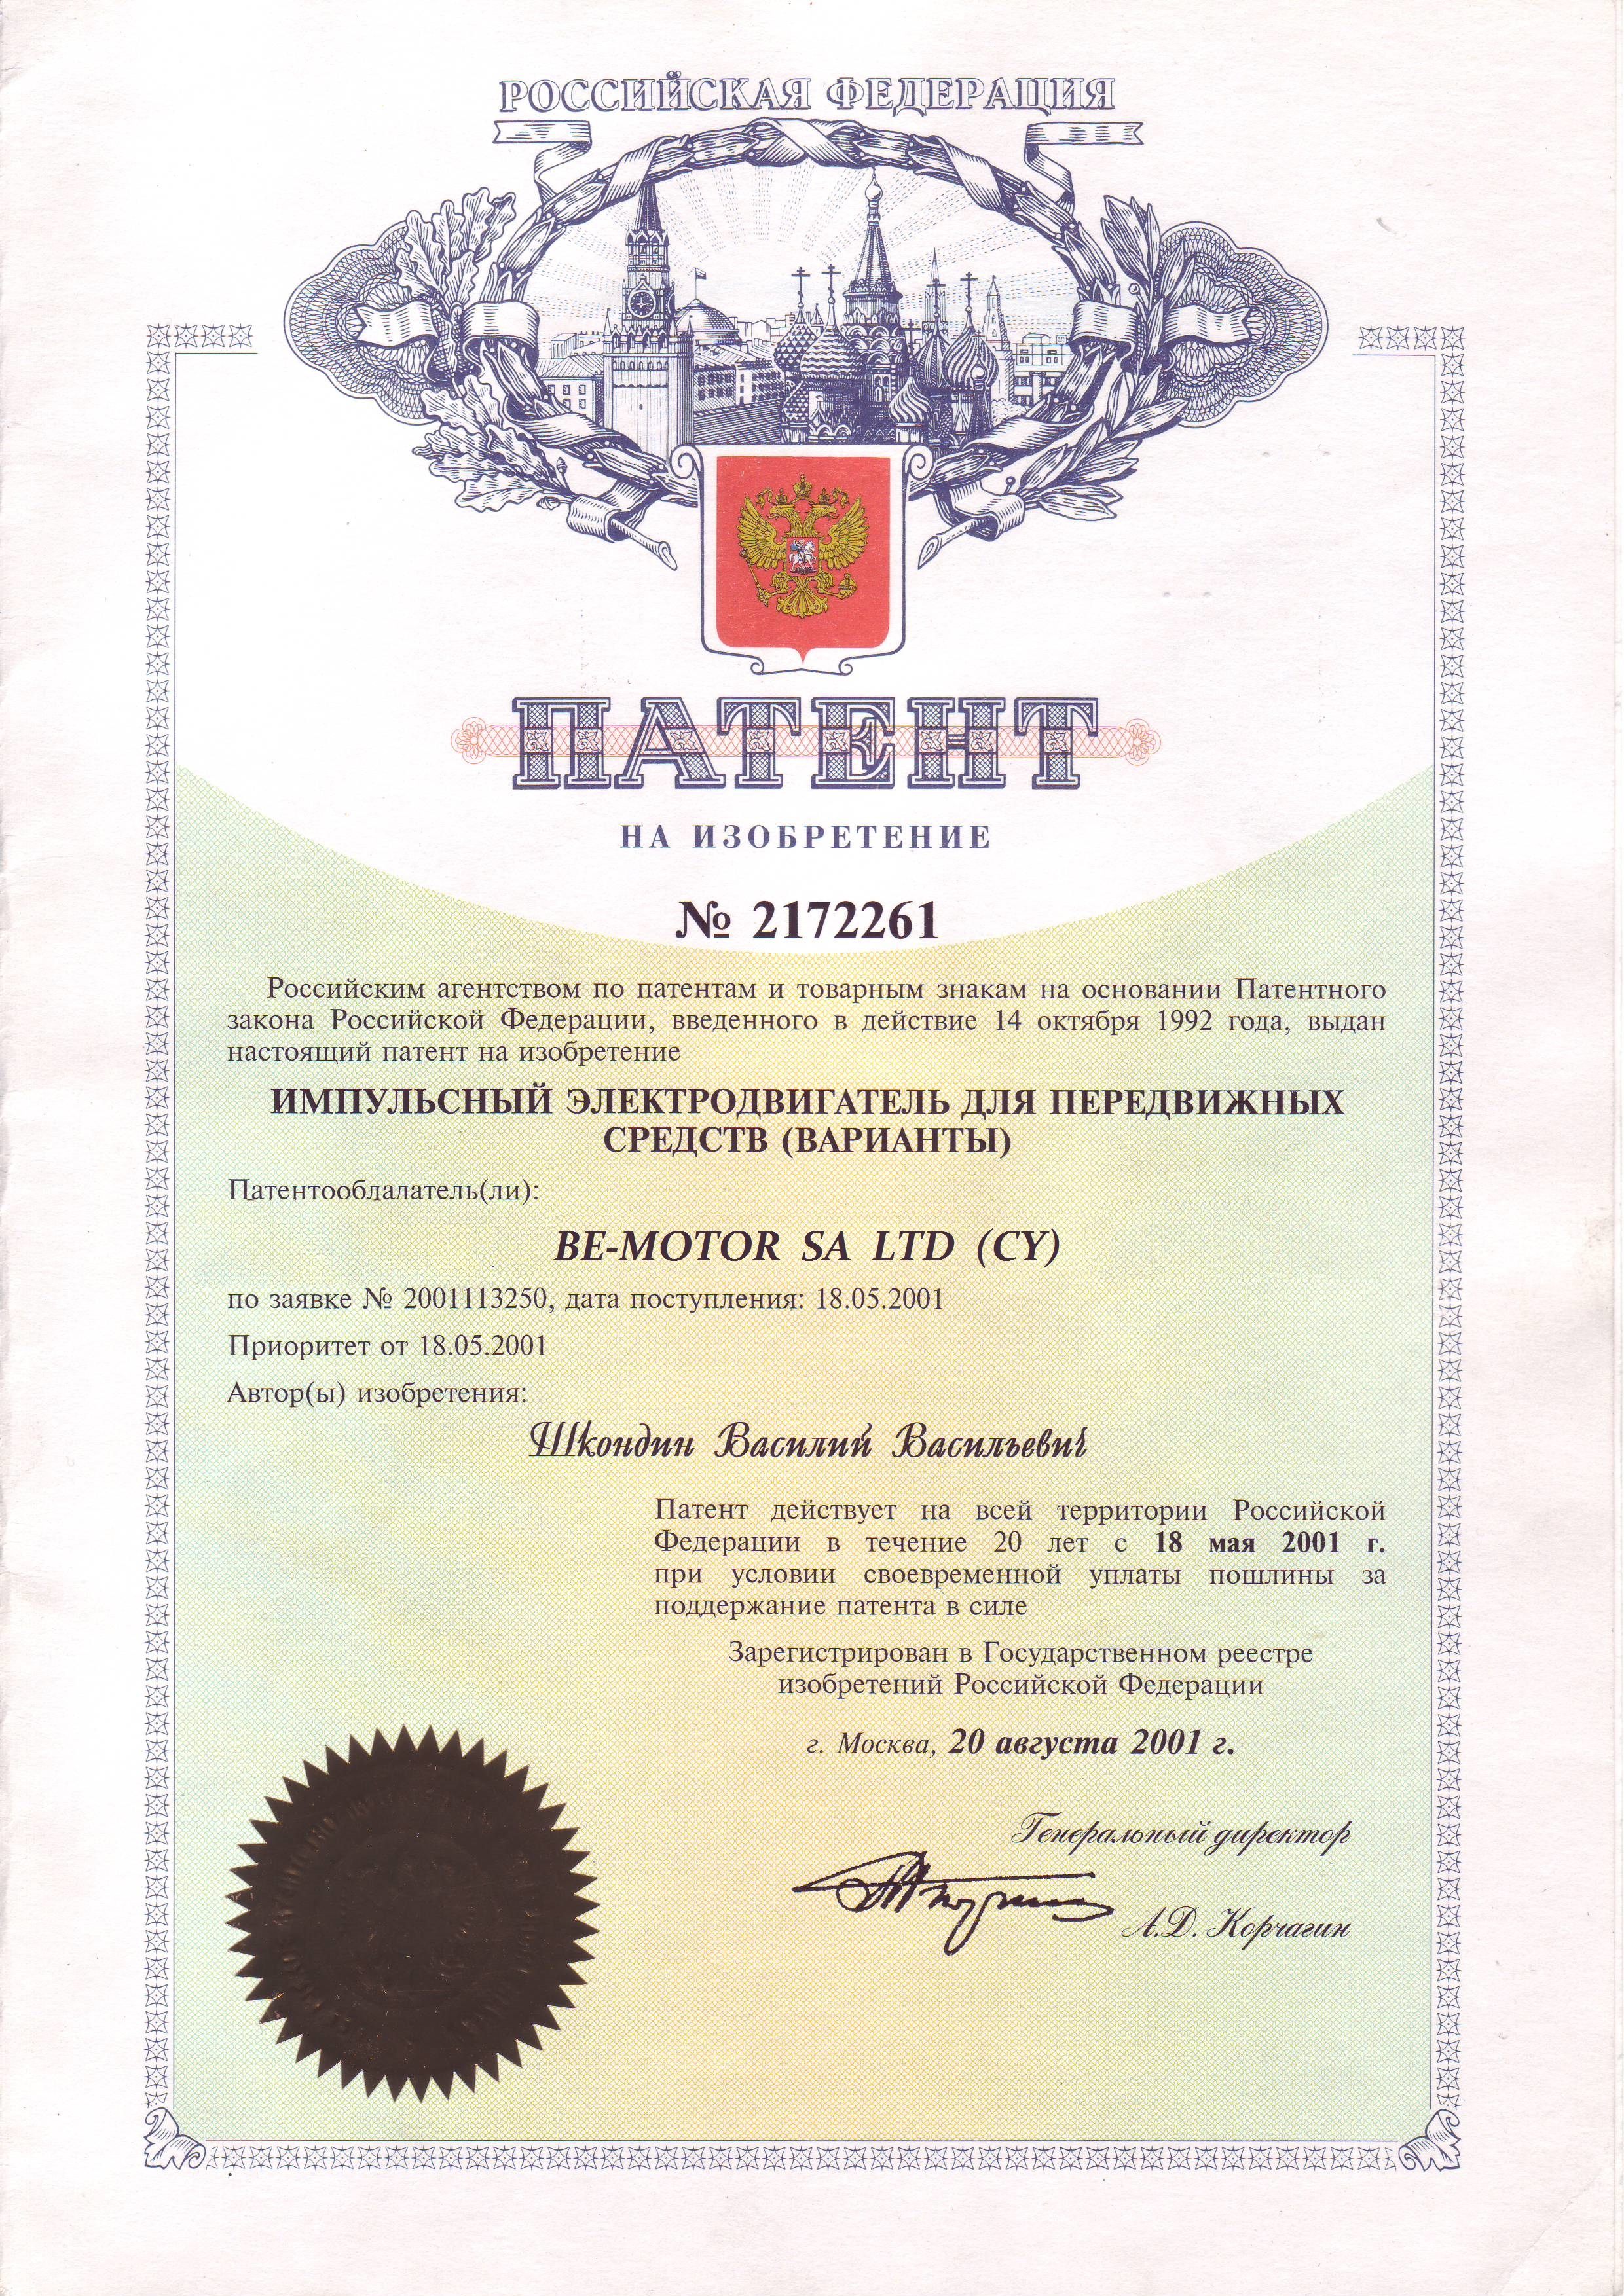 РОССИЙСКАЯ ФЕДЕРАЦИЯ
ПАТЕНТ
НА ИЗОБРЕТЕНИЕ
№ 2172261
Российским агентством по патентам и товарным знакам на основании Патентного
закона Российской Федерации, введенного в действие 14 октября 1992 года, выдан
настоящий патент на изобретение
ИМПУЛЬСНЫЙ ЭЛЕКТРОДВИГАТЕЛЬ ДЛЯ ПЕРЕДВИЖНЫХ
СРЕДСТВ (ВАРИАНТЫ)
Патентообладатель(ли):
BE-MOTOR SA LTD (CY)
по заявке № 2001113250, дата поступления: 18.05.2001
Приоритет от 18.05.2001
Автор(ы) изобретения:
Шкондин Василий Васильевич
Патент действует на всей территории Российской
Федерации в течение 20 лет с 18 мая 2001 г.
при условии своевременной уплаты пошлины за
поддержание патента в силе
Зарегистрирован в Государственном реестре
изобретений Российской Федерации
г. Москва, 20 августа 2001 г.
Генеральный директор
А.Д. Корчагин